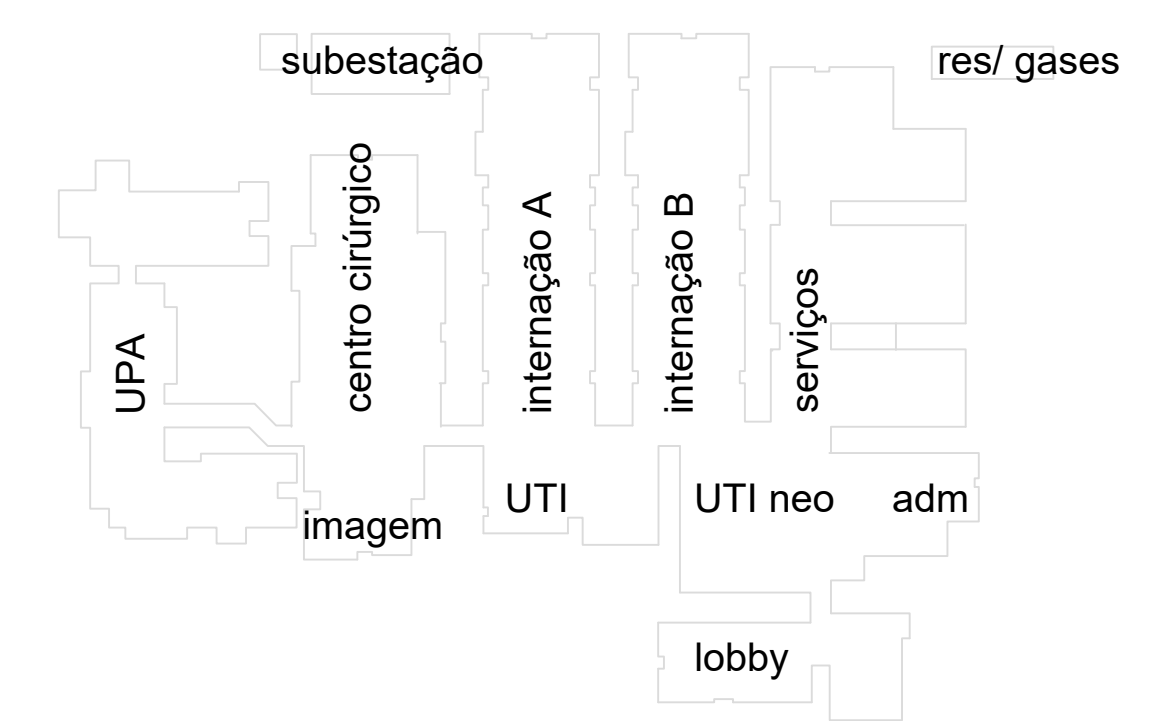 subestação
res/ gases
centro cirúrgico
internação A
internação B
serviços
UPA
UTI
UTI neo
adm
imagem
lobby